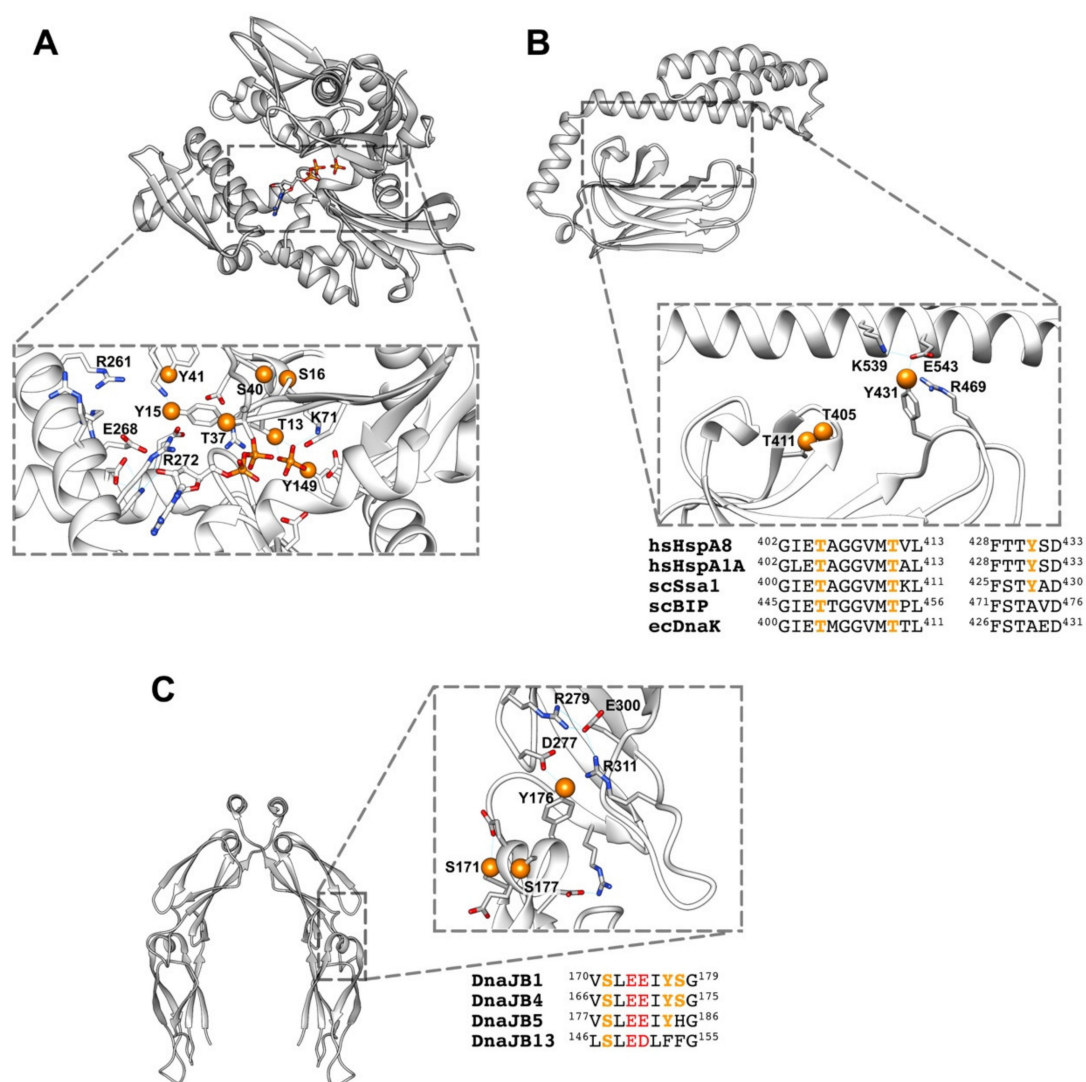 A
B
R261
Y41
S40
S16
Y15
T37
T13
K71
E268
R272
Y149
K539
E543
Y431
R469
T405
T411
hsHspA8 402GIETAGGVMTVL413 428FTTYSD433
hsHspA1A 402GLETAGGVMTAL413 428FTTYSD433
scSsa1 400GIETAGGVMTKL411 425FSTYAD430
scBIP 445GIETTGGVMTPL456 471FSTAVD476
ecDnaK 400GIETMGGVMTTL411 426FSTAED431
C
R279
E300
D277
R311
Y176
S171
S177
DnaJB1 170VSLEEIYSG179
DnaJB4 166VSLEEIYSG175
DnaJB5 177VSLEEIYHG186
DnaJB13 146LSLEDLFFG155